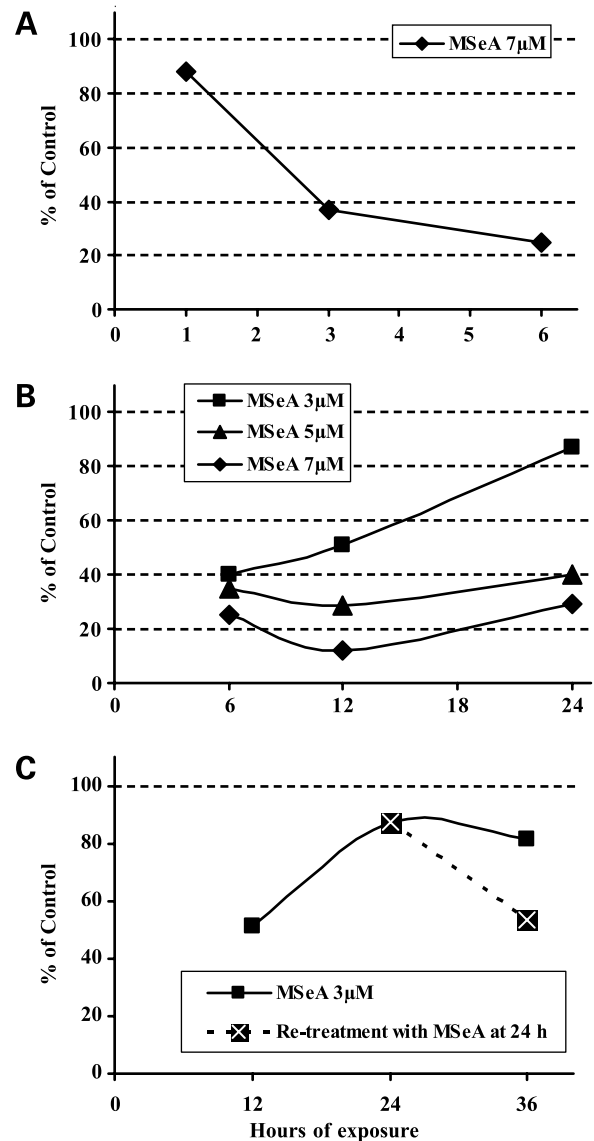 A
MSeA 7µM
% of Control
100
80
60
40
20
0
0 1 2 3 4 5 6
B
MSeA 3µM
MSeA 5µM
MSeA 7µM
% of Control
100
80
60
40
20
0
0 6 12 18 24
C
% of Control
100
80
60
40
20
0
MSeA 3µM
Re-treatment with MSeA at 24 h
0 12 24 36
Hours of exposure